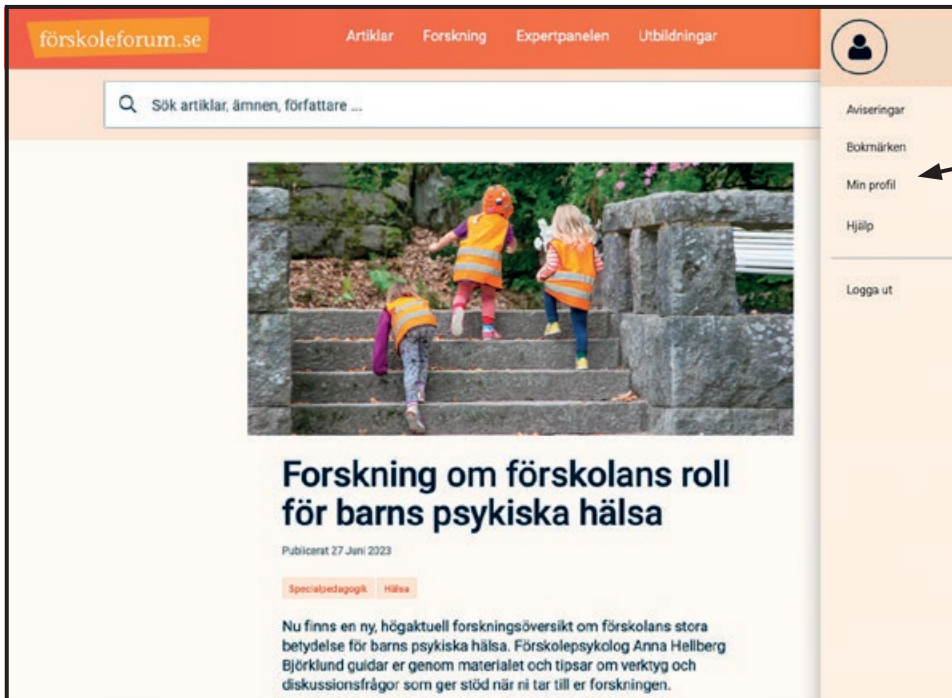 förskoleforum.se
Artiklar
Forskning
Expertpanelen
Utbildningar
Sök artiklar, ämnen, författare ...
Aviseringar
Bokmärken
Min profil
Hjälp
Logga ut
Forskning om förskolans roll
för barns psykiska hälsa
Publicerat 27 Juni 2023
Specialpedagogik
Hälsa
Nu finns en ny, högaktuell forskningsöversikt om förskolans stora
betydelse för barns psykiska hälsa. Förskolepsykolog Anna Hellberg
Björklund guidar er genom materialet och tipsar om verktyg och
diskussionsfrågor som ger stöd när ni tar till er forskningen.